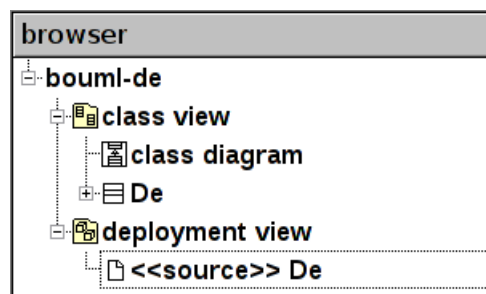 browser
bouml-de
class view
class diagram
De
deployment view
<<source>> De